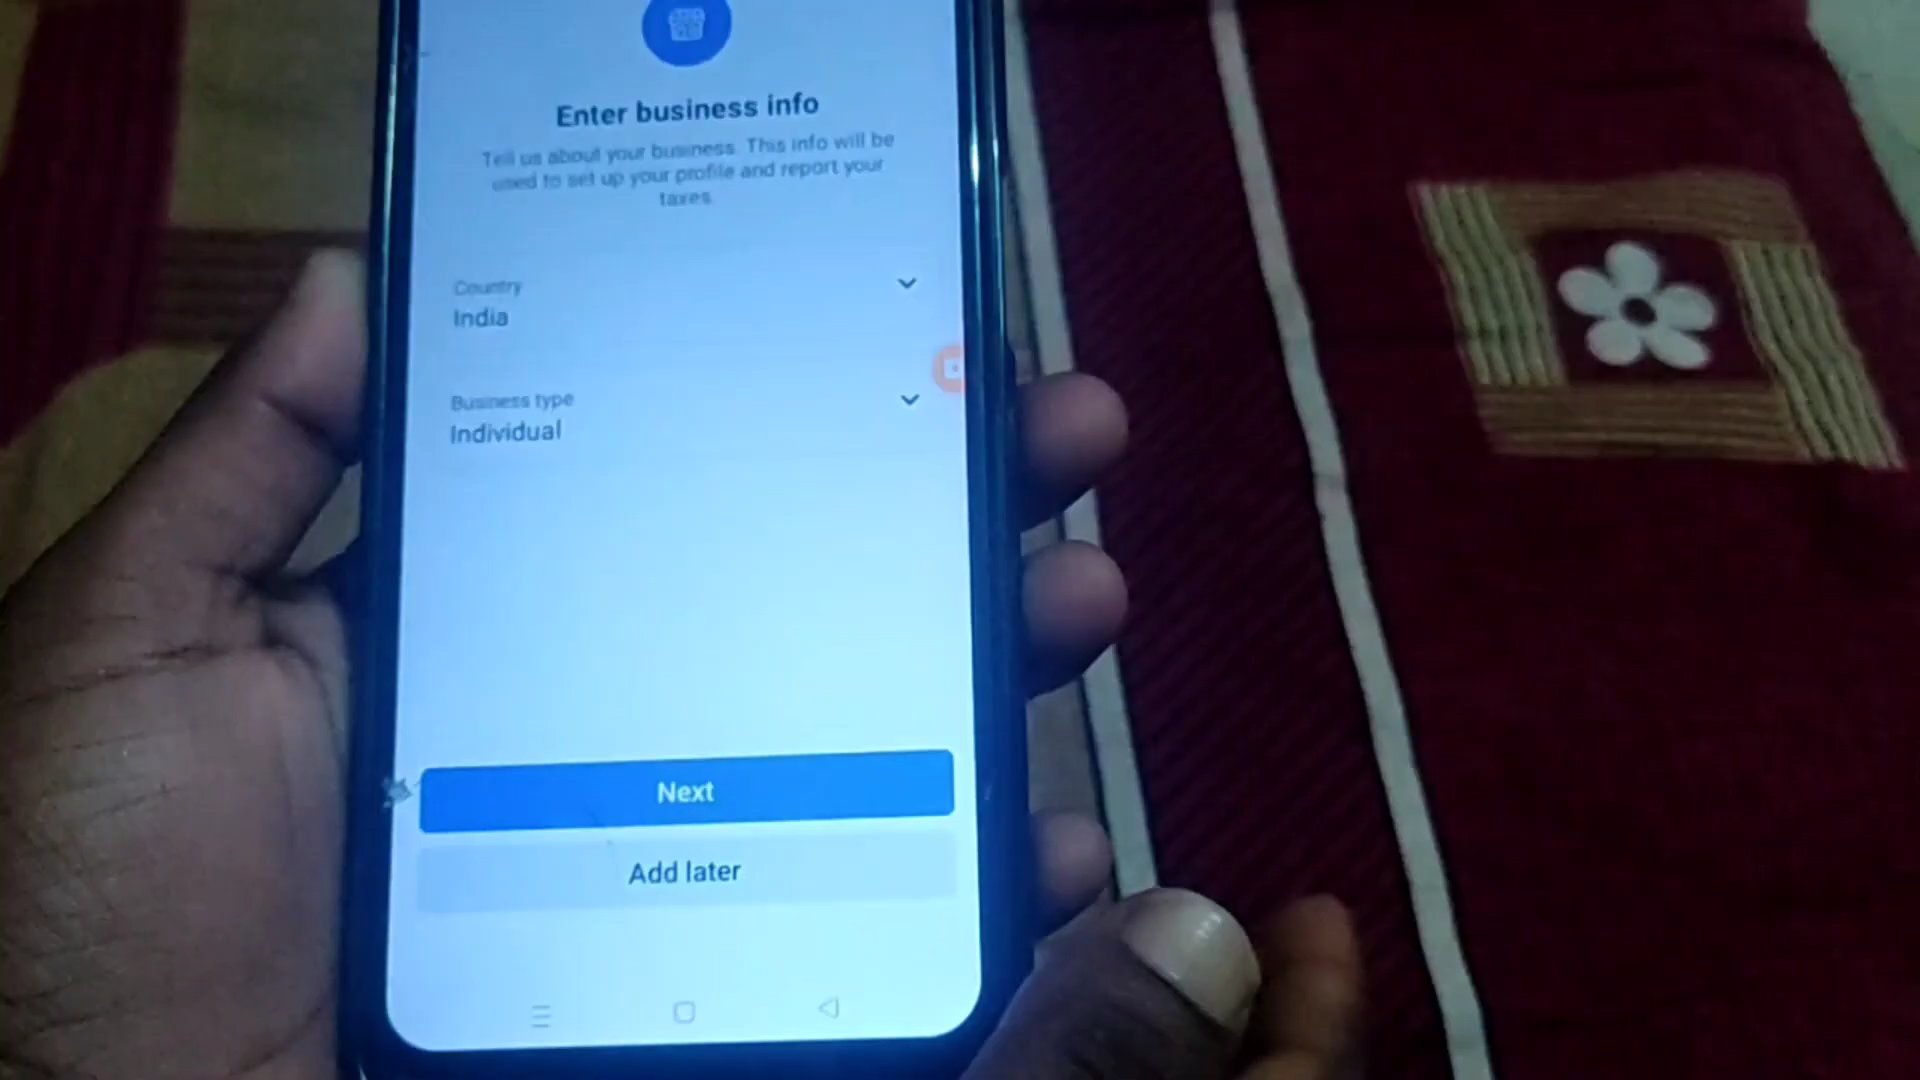 Enter business info
Tell us about your business. This info will be
used to set up your profile and report your
taxes.
Country
India
Business type
Individual
Next
Add later